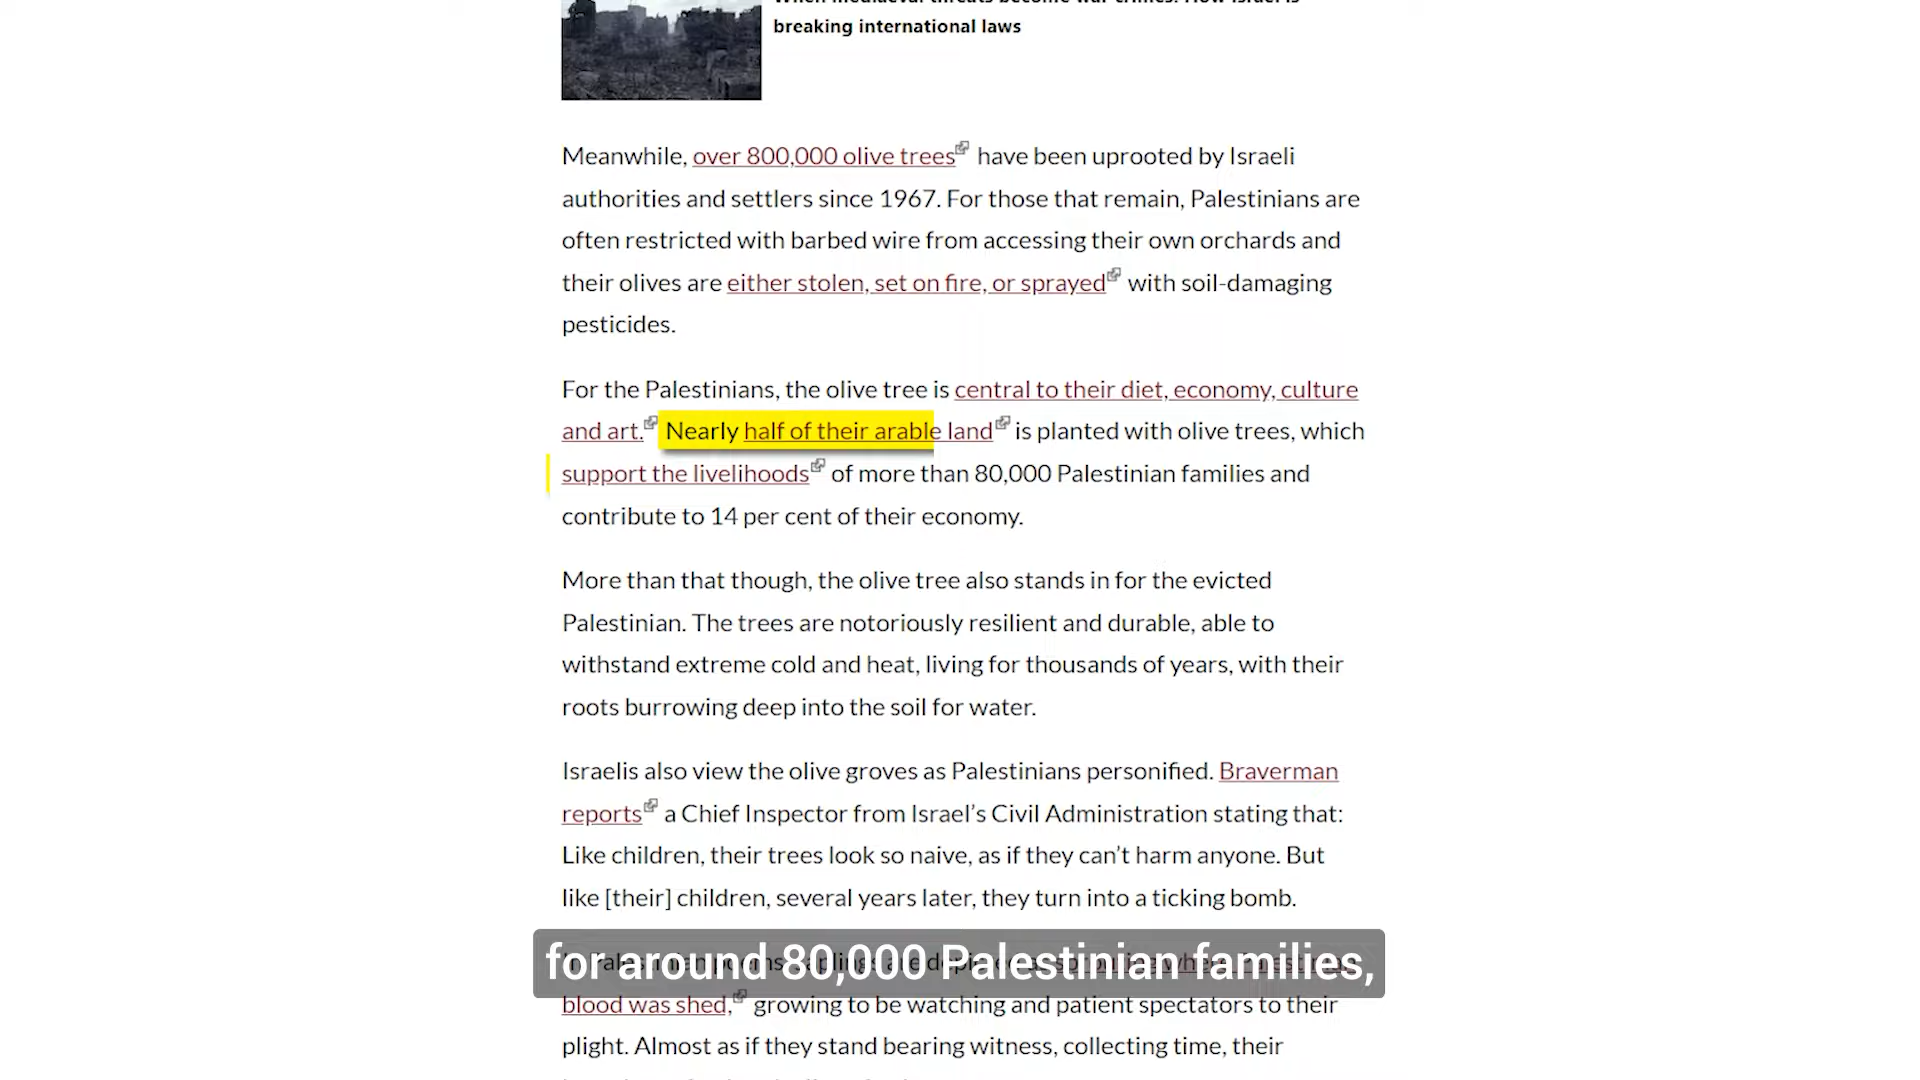 breaking international laws
Meanwhile, over 800,000 olive trees have been uprooted by Israeli
authorities and settlers since 1967. For those that remain, Palestinians are
often restricted with barbed wire from accessing their own orchards and
their olives are either stolen, set on fire, or sprayed with soil-damaging
pesticides.
For the Palestinians, the olive tree is central to their diet, economy, culture
and art. Nearly half of their arable land is planted with olive trees, which
support the livelihoods of more than 80,000 Palestinian families and
contribute to 14 per cent of their economy.
More than that though, the olive tree also stands in for the evicted
Palestinian. The trees are notoriously resilient and durable, able to
withstand extreme cold and heat, living for thousands of years, with their
roots burrowing deep into the soil for water.
Israelis also view the olive groves as Palestinians personified. Braverman
reports a Chief Inspector from Israel’s Civil Administration stating that:
Like children, their trees look so naive, as if they can’t harm anyone. But
like [their] children, several years later, they turn into a ticking bomb.
for around 80,000 Palestinian families,
blood was shed, growing to be watching and patient spectators to their
plight. Almost as if they stand bearing witness, collecting time, their